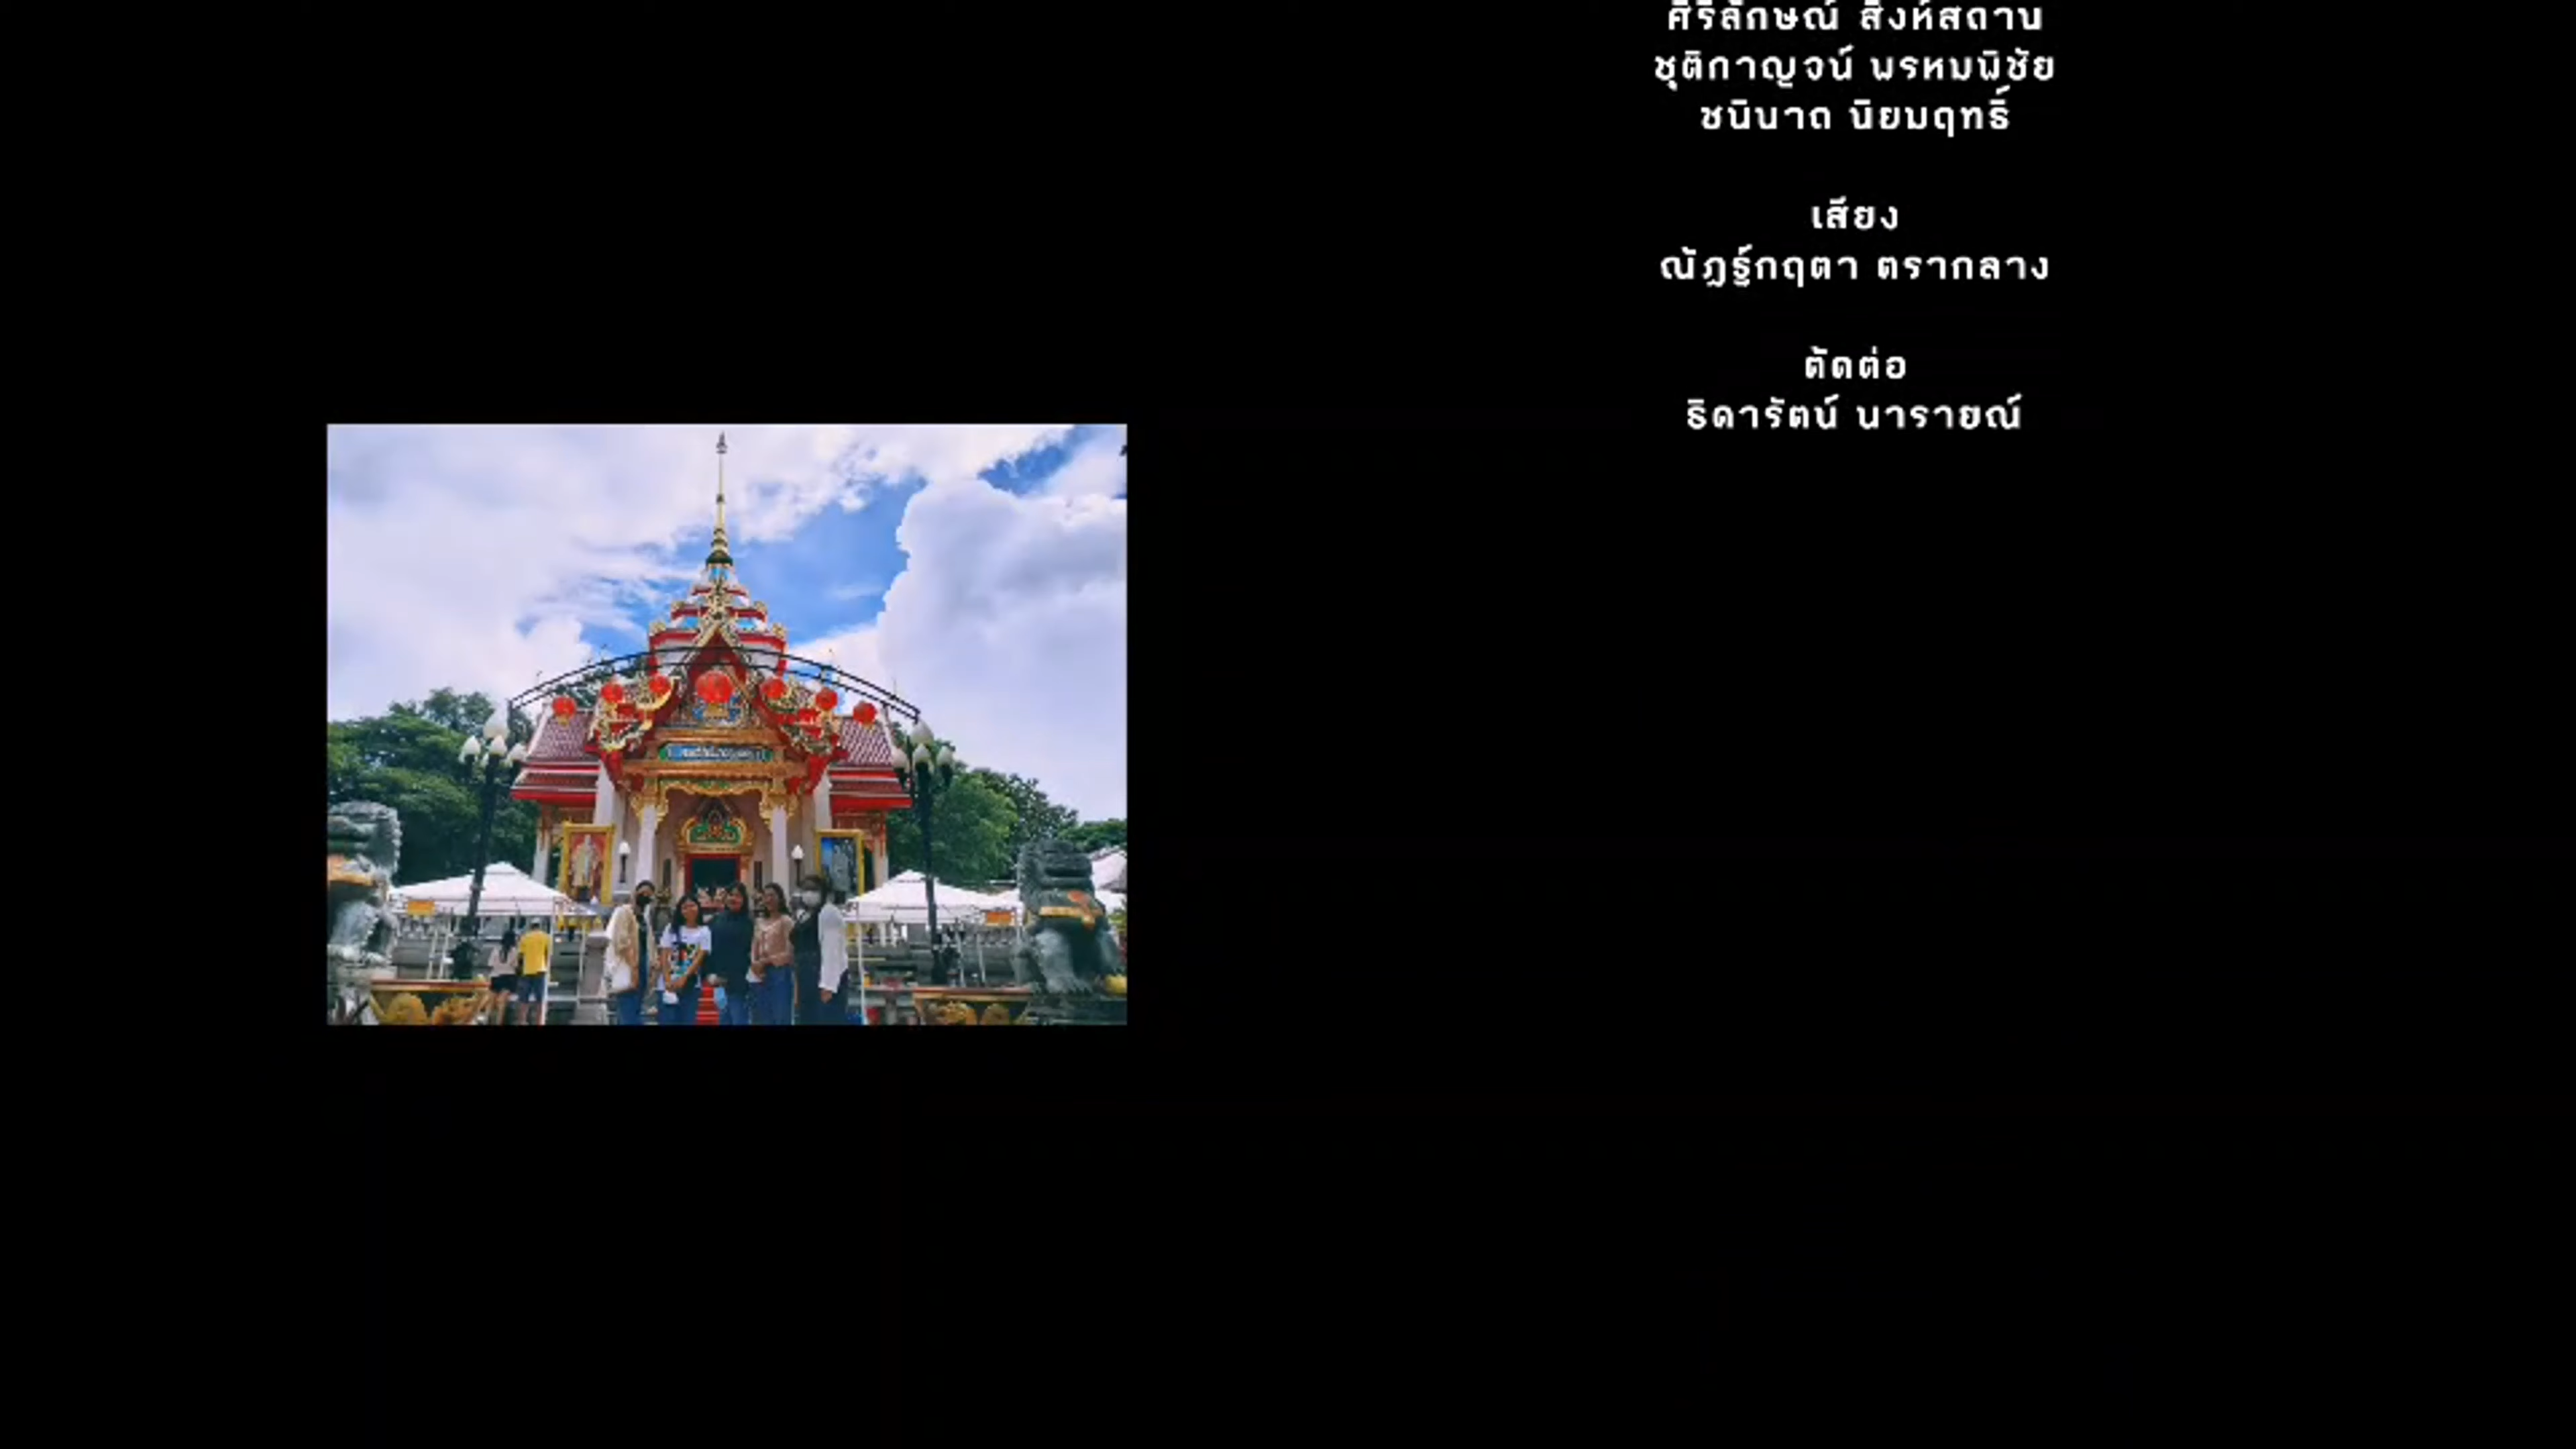 ศิริลักษณ์ สิงห์สถาน
ชุติกาญจน์ พรหมพิชัย
ชนินาถ นิยมฤทธิ์
เสียง
ณัฏฐ์กฤตา ตรากลาง
ตัดต่อ
ธิดารัตน์ นารายณ์